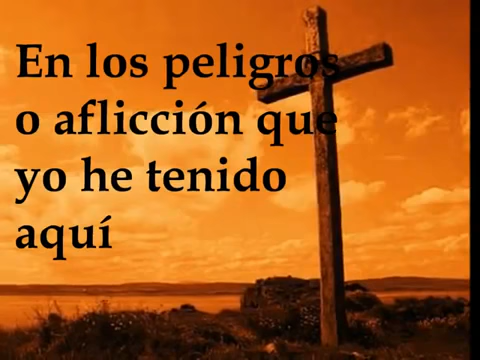 En los peligros
o aflicción que
yo he tenido
aquí